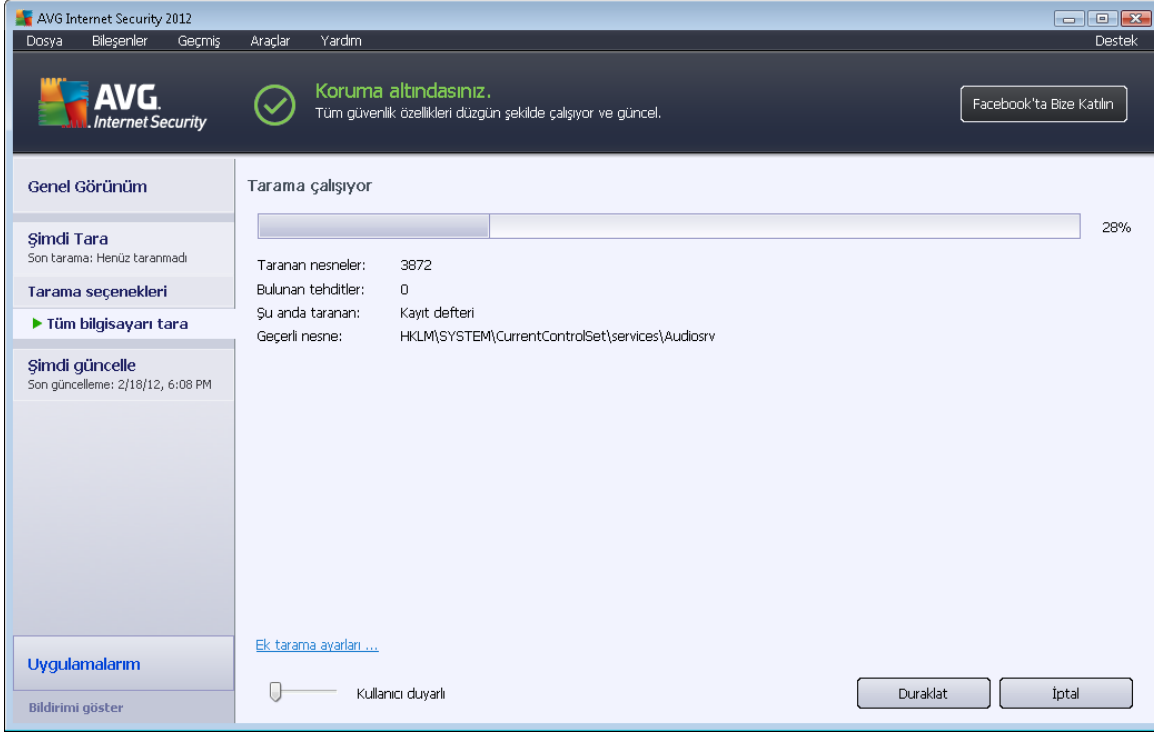 AVG Internet Security 2012
Dosya Bileşenler Geçmiş Araçlar Yardım Destek
AVG.
Internet Security
Koruma altındasınız.
Tüm güvenlik özellikleri düzgün şekilde çalışıyor ve güncel.
Facebook'ta Bize Katılın
Genel Görünüm
Şimdi Tara
Son tarama: Henüz taranmadı
Tarama seçenekleri
Tüm bilgisayarı tara
Şimdi güncelle
Son güncelleme: 2/18/12, 6:08 PM
Uygulamalarım
Bildirimi göster
Tarama çalışıyor
28%
Taranan nesneler: 3872
Bulunan tehditler: 0
Şu anda taranan: Kayıt defteri
Geçerli nesne: HKLM\SYSTEM\CurrentControlSet\services\Audiosrv
Ek tarama ayarları ...
Kullanıcı duyarlı
Duraklat
İptal